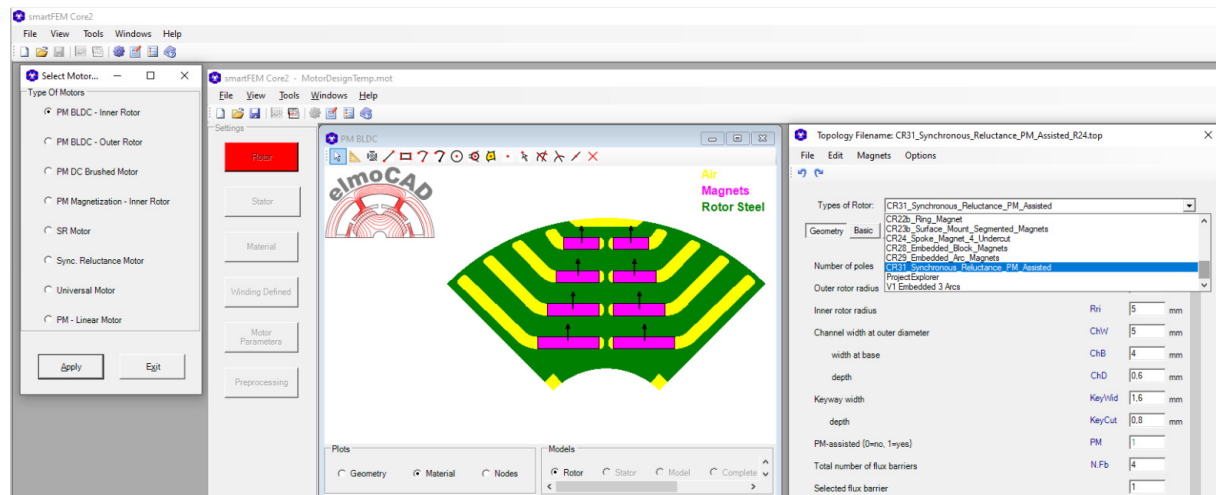 smartFEM Core2
File View Tools Windows Help
Select Motor...
Type Of Motors
PM BLDC - Inner Rotor
PM BLDC - Outer Rotor
PM DC Brushed Motor
PM Magnetization - Inner Rotor
SR Motor
Sync. Reluctance Motor
Universal Motor
PM - Linear Motor
Apply Exit
smartFEM Core2 - MotorDesignTemp.mot
File View Tools Windows Help
Settings
Rotor
Stator
Material
Winding Defined
Motor
Parameters
Preprocessing
PM BLDC
elmoCAD
Air
Magnets
Rotor Steel
Plots
Geometry Material Nodes
Models
Rotor Stator Model Complete
Topology Filename: CR31_Synchronous_Reluctance_PM_Assisted_R24.top
File Edit Magnets Options
Types of Rotor: CR31_Synchronous_Reluctance_PM_Assisted
CR22b_Ring_Magnet
CR23b_Surface_Mount_Segmented_Magnets
CR24_Spoke_Magnet_4_Undercut
CR28_Embedded_Block_Magnets
CR29_Embedded_Arc_Magnets
CR31_Synchronous_Reluctance_PM_Assisted
ProjectExplorer
V1 Embedded 3 Arcs
Geometry Basic
Number of poles
Outer rotor radius
Inner rotor radius Rri 5 mm
Channel width at outer diameter ChW 5 mm
width at base ChB 4 mm
depth ChD 0,6 mm
Keyway width KeyWid 1,6 mm
depth KeyCut 0,8 mm
PM-assisted {0=no, 1=yes} PM 1
Total number of flux barriers N.Fb 4
Selected flux barrier 1